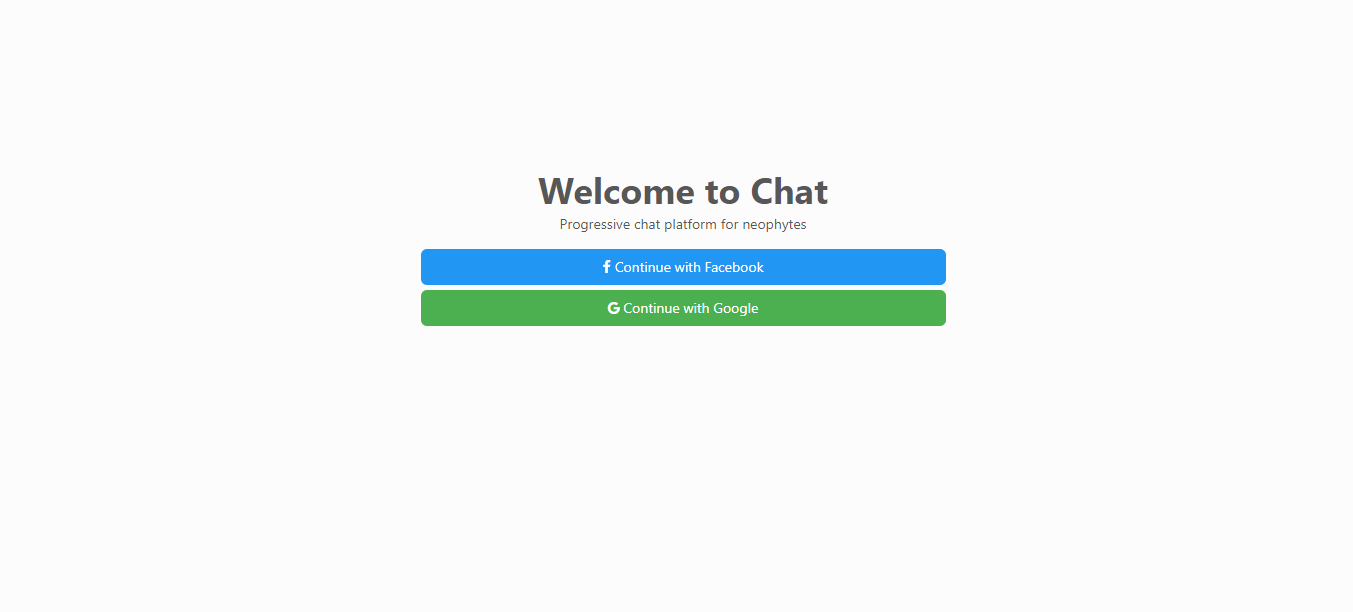 Welcome to Chat
Progressive chat platform for neophytes
Continue with Facebook
Continue with Google